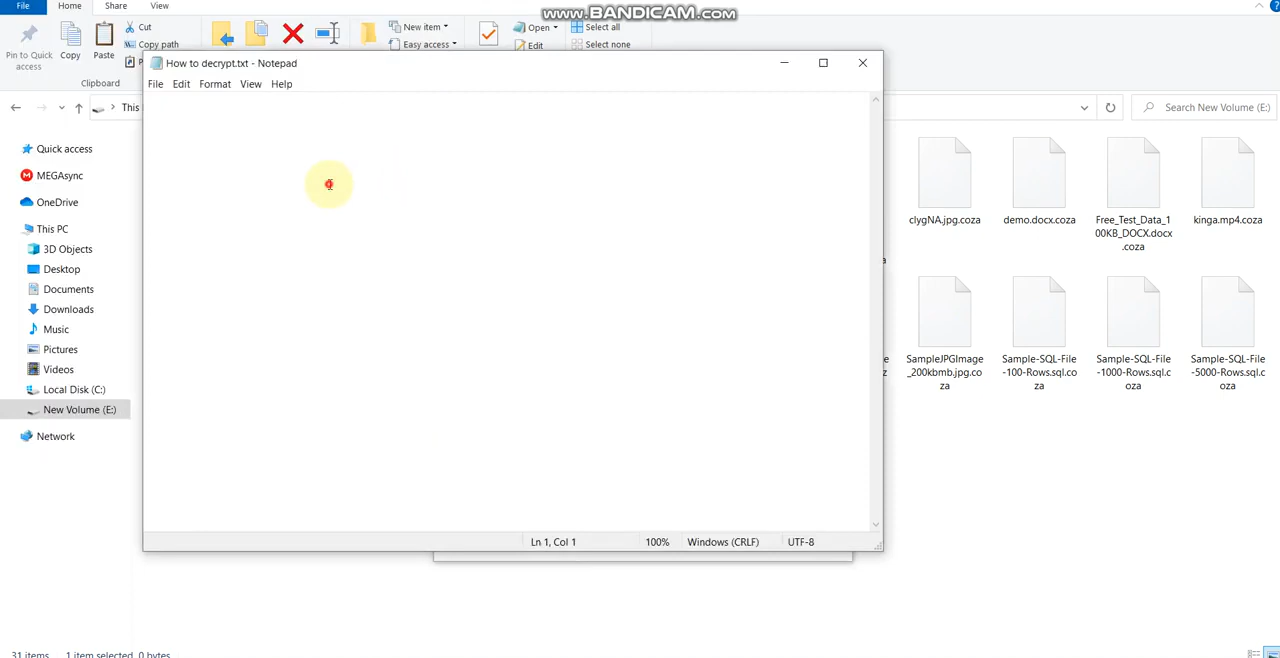 www.BANDICAM.com
File
Home
Share
View
Pin to Quick
access
Copy
Paste
Cut
Copy path
Clipboard
New item
Easy access
Open
Edit
Select all
Select none
How to decrypt.txt - Notepad
File Edit Format View Help
This
Search New Volume (E:)
Quick access
MEGAsync
OneDrive
This PC
3D Objects
Desktop
Documents
Downloads
Music
Pictures
Videos
Local Disk (C:)
New Volume (E:)
Network
clygNA.jpg.coza
demo.docx.coza
Free_Test_Data_1
00KB_DOCX.docx
.coza
kinga.mp4.coza
SampleJPGImage
_200kbmb.jpg.co
za
Sample-SQL-File
-100-Rows.sql.co
za
Sample-SQL-File
-1000-Rows.sql.c
oza
Sample-SQL-File
-5000-Rows.sql.c
oza
Ln 1, Col 1
100%
Windows (CRLF)
UTF-8
31 items
1 item selected 0 bytes